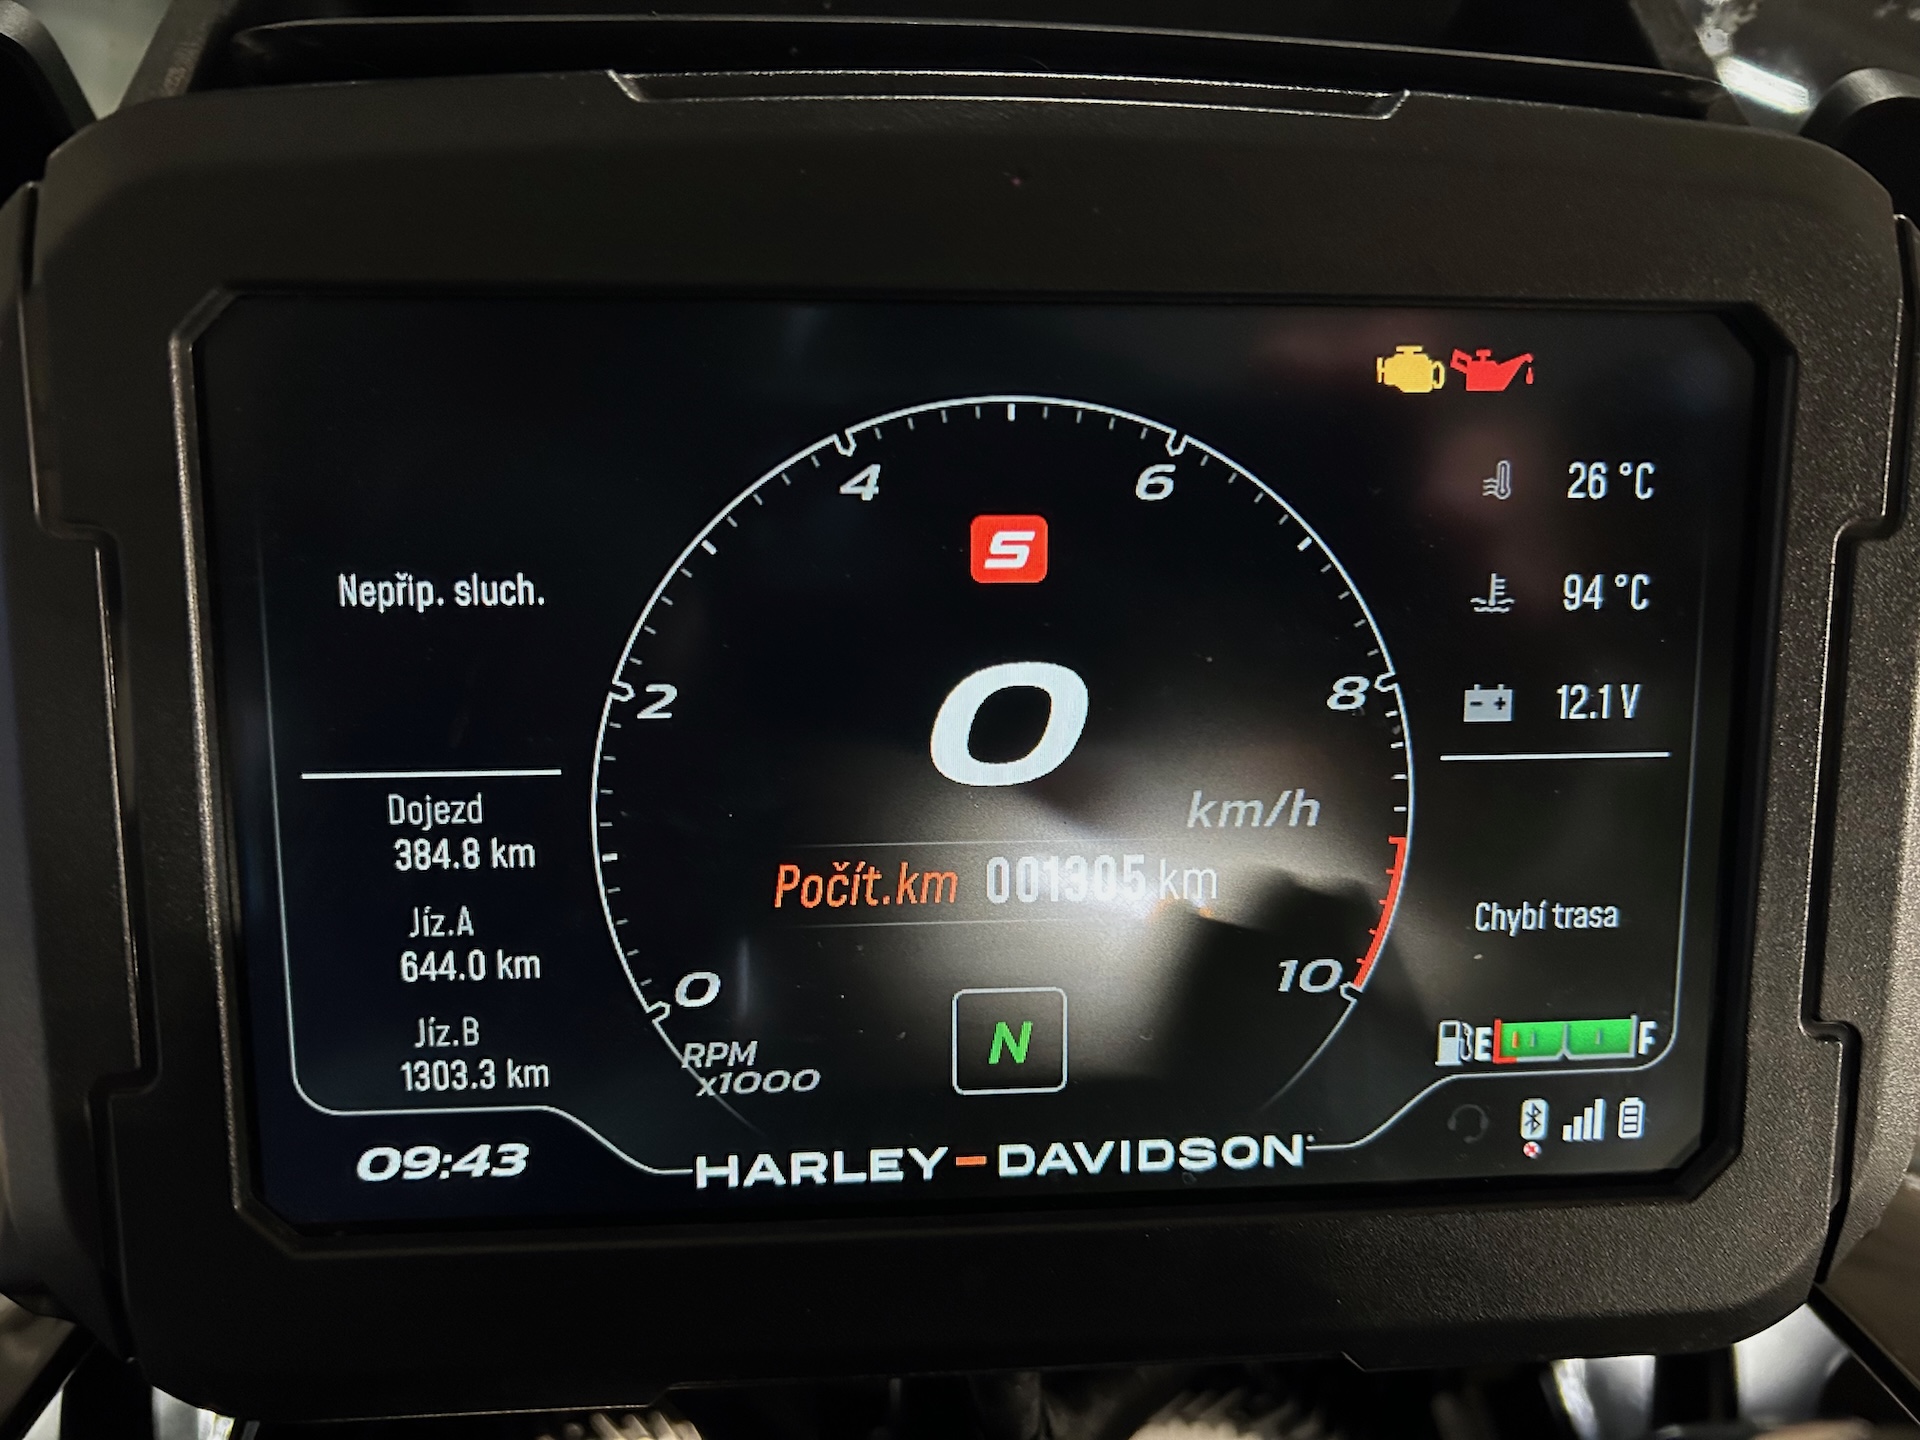 4
6
26 °C
S
Nepřip. sluch.
94 °C
2
0
8
12.1 V
km/h
Dojezd
384.8 km
Počít.km 001305 km
Jíz.A
644.0 km
Chybí trasa
0
10
Jíz.B
1303.3 km
RPM
x1000
N
E F
09:43
HARLEY-DAVIDSON